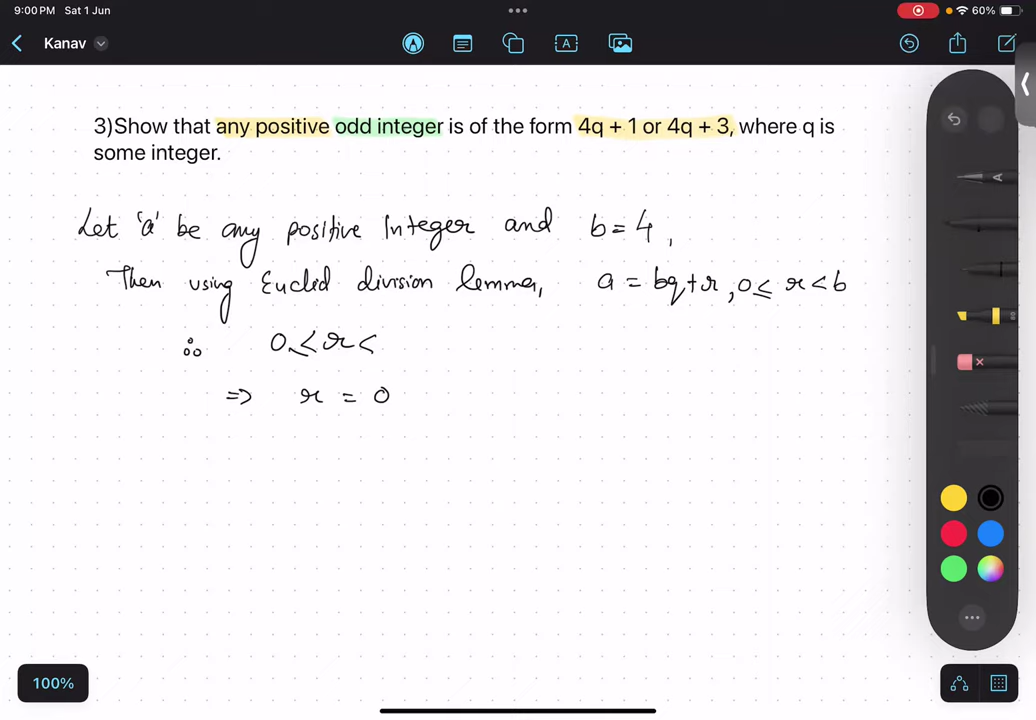 9:00 PM Sat 1 Jun
60%
Kanav
A
3)Show that any positive odd integer is of the form 4q + 1 or 4q + 3, where q is
some integer.
Let 'a' be any positive Integer and b = 4,
Then using Euclid division lemma, a = bq + r, 0 ≤ r < b
∴ 0 ≤ r <
⇒ r = 0
100%